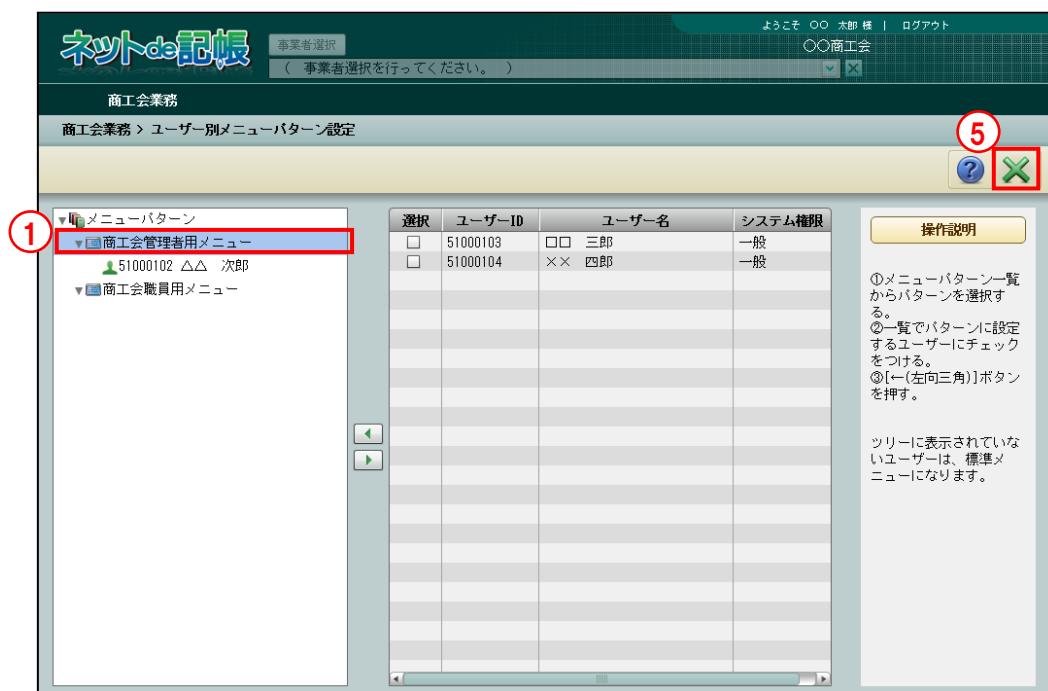 ようこそ ○○ 太郎 様 | ログアウト
ネットde記帳
事業者選択
○○商工会
( 事業者選択を行ってください。 )
商工会業務
商工会業務 > ユーザー別メニューパターン設定
5
1
メニューパターン
商工会管理者用メニュー
51000102 △△ 次郎
商工会職員用メニュー
選択 ユーザーID ユーザー名 システム権限
51000103 □□ 三郎 一般
51000104 ×× 四郎 一般
操作説明
①メニューパターン一覧
からパターンを選択す
る。
②一覧でパターンに設定
するユーザーにチェック
をつける。
③[←(左向三角)]ボタン
を押す。
ツリーに表示されていな
いユーザーは、標準メ
ニューになります。